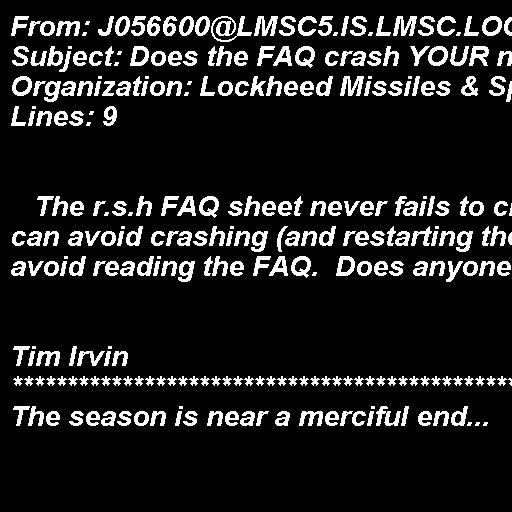 From: J056600@LMSC5.IS.LMSC.LOC
Subject: Does the FAQ crash YOUR n
Organization: Lockheed Missiles & Sp
Lines: 9
The r.s.h FAQ sheet never fails to c
can avoid crashing (and restarting the
avoid reading the FAQ. Does anyone
Tim Irvin
**********************************************
The season is near a merciful end...